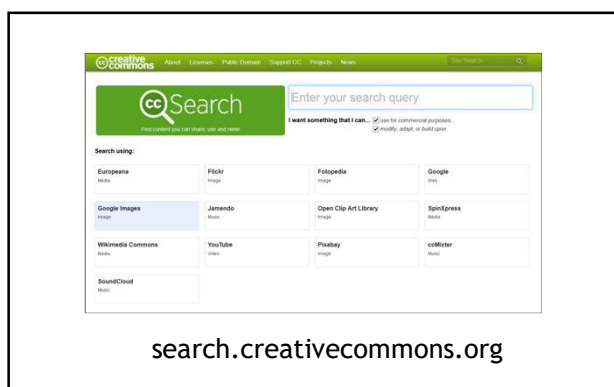 creative commons About Licenses Public Domain Support CC Projects News Site Search
cc Search
Find content you can share, use and remix.
Enter your search query
I want something that I can... use for commercial purposes;
modify, adapt, or build upon.
Search using:
Europeana Flickr Fotopedia Google
Media Image Image Web
Google Images Jamendo Open Clip Art Library SpinXpress
Image Music Image Media
Wikimedia Commons YouTube Pixabay ccMixter
Media Video Image Music
SoundCloud
Music
search.creativecommons.org